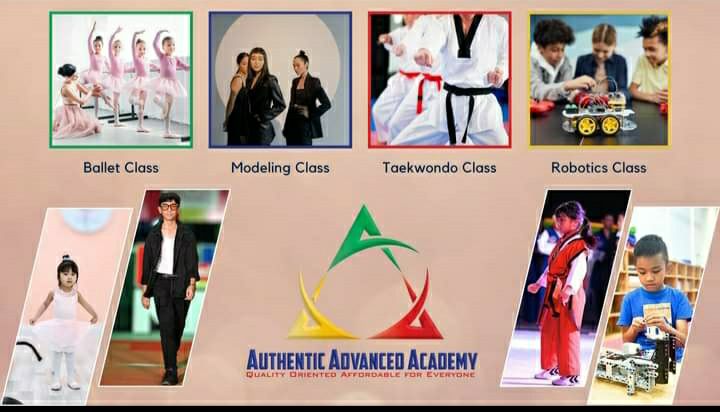 Ballet Class
Modeling Class
Taekwondo Class
Robotics Class
AUTHENTIC ADVANCED ACADEMY
QUALITY ORIENTED AFFORDABLE FOR EVERYONE